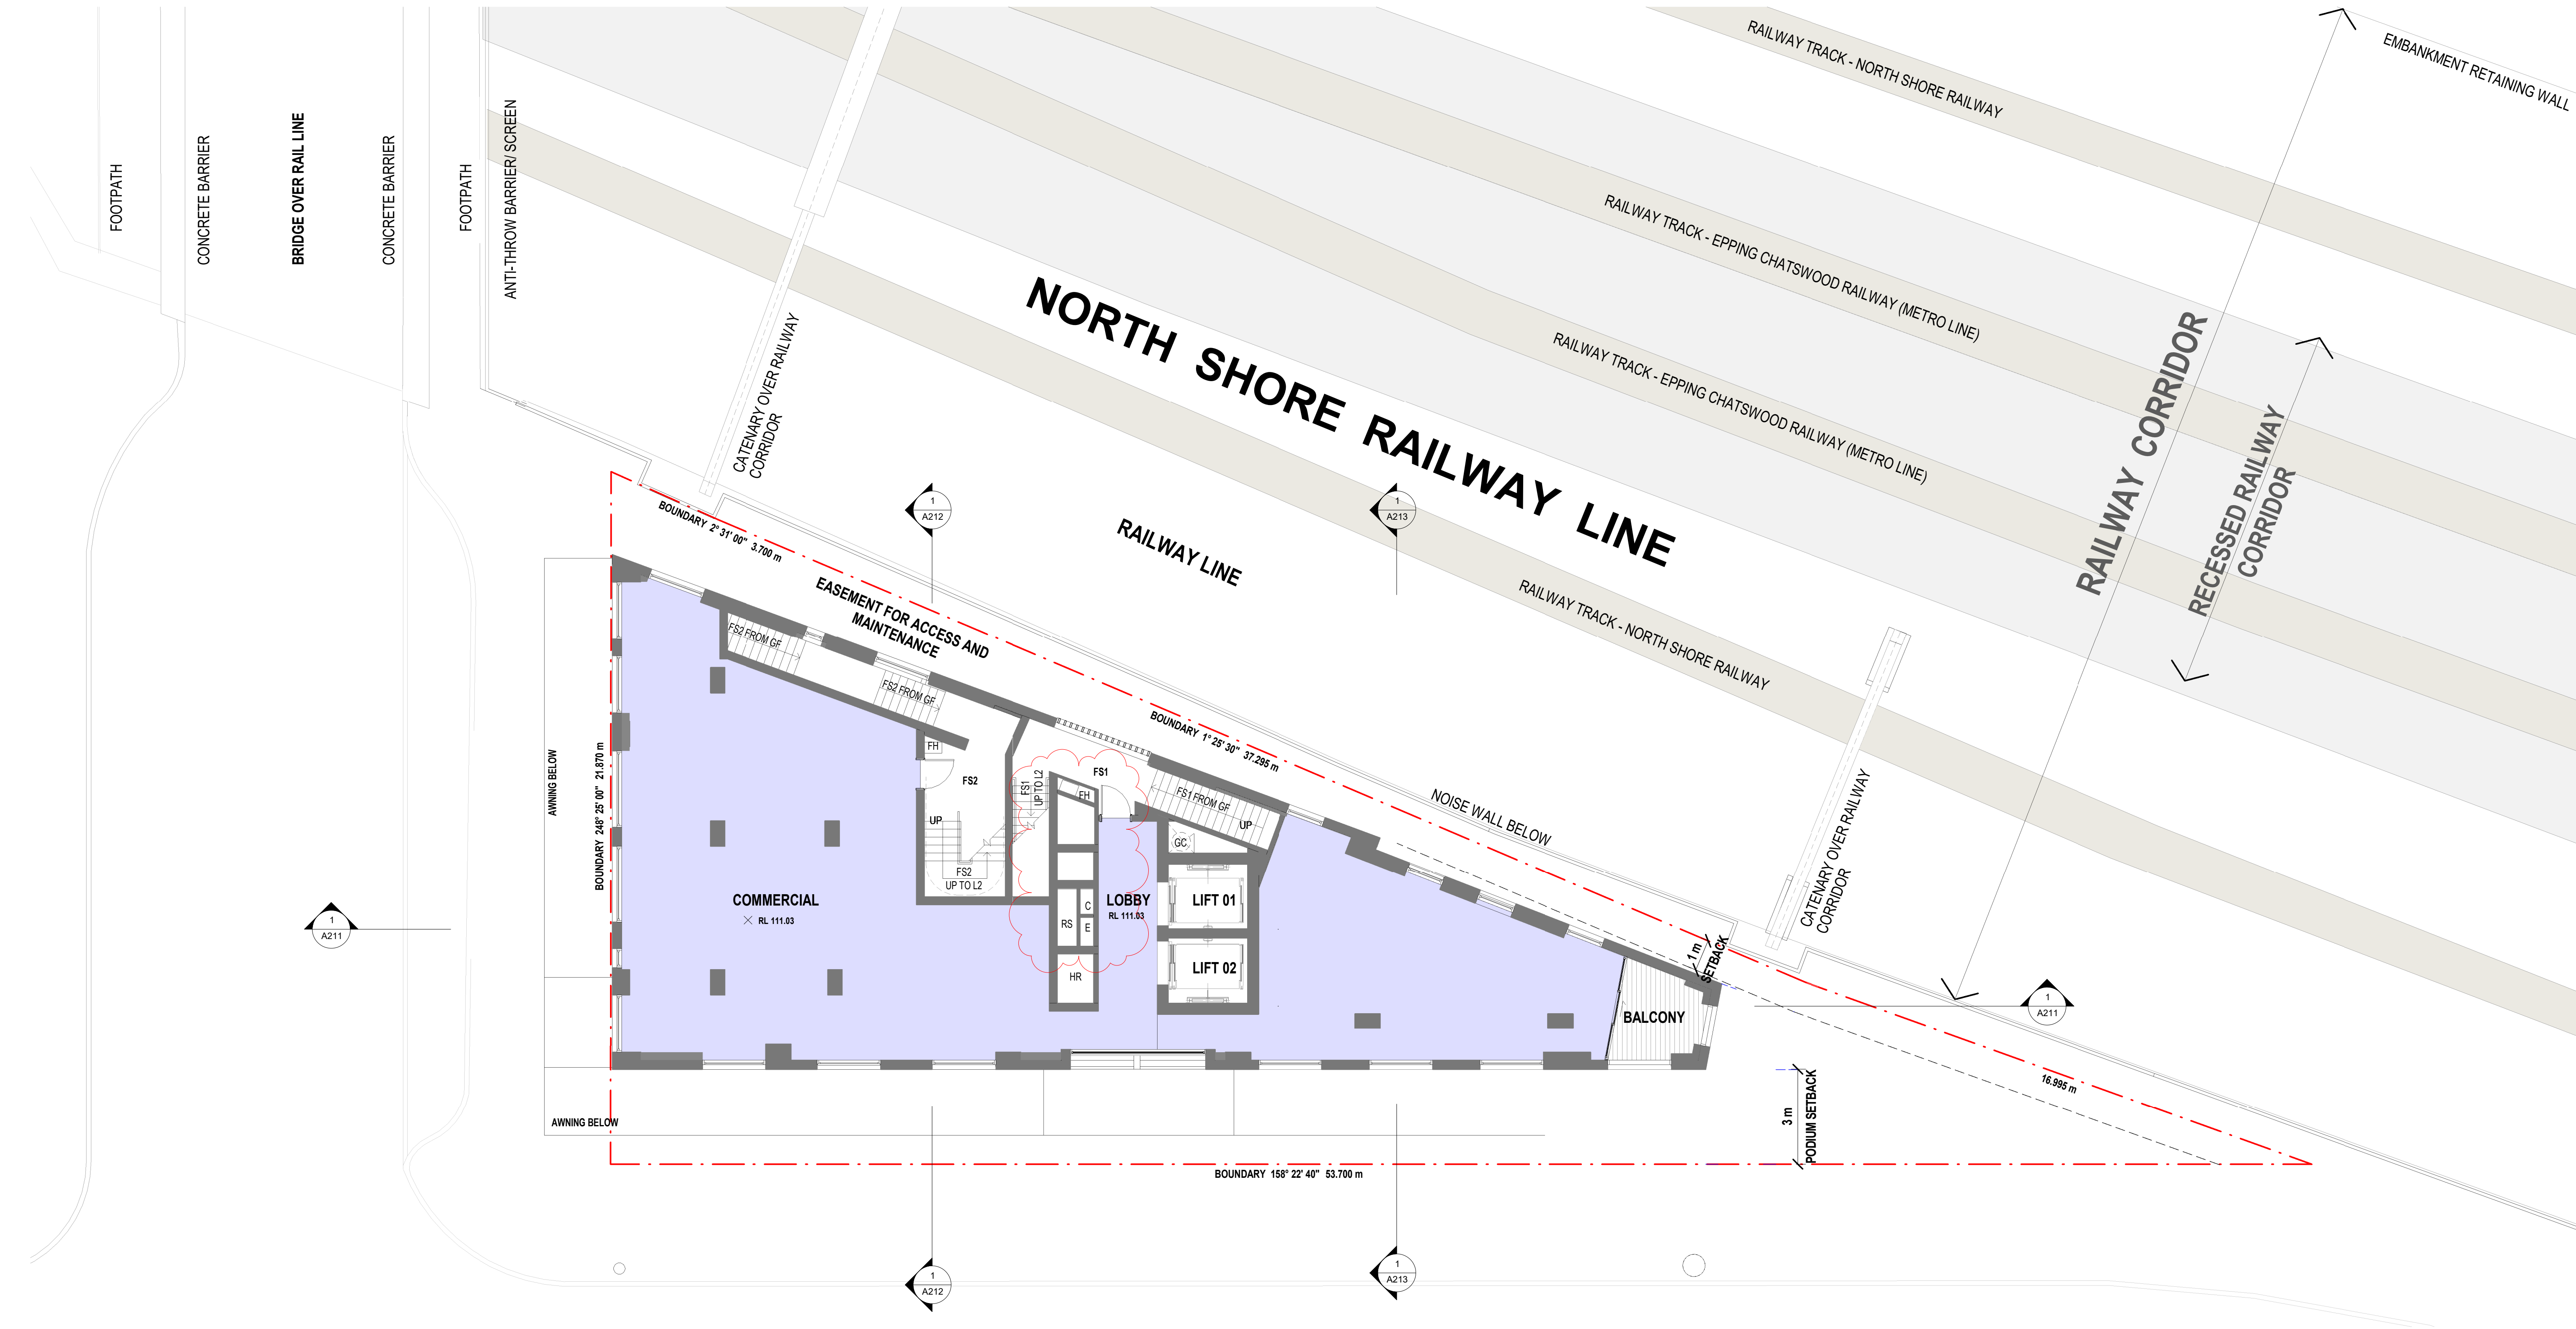 RAILWAY TRACK - NORTH SHORE RAILWAY
EMBANKMENT RETAINING WALL
FOOTPATH
CONCRETE BARRIER
BRIDGE OVER RAIL LINE
CONCRETE BARRIER
FOOTPATH
ANTI-THROW BARRIER/ SCREEN
RAILWAY TRACK - EPPING CHATSWOOD RAILWAY (METRO LINE)
RAILWAY TRACK - EPPING CHATSWOOD RAILWAY (METRO LINE)
NORTH SHORE RAILWAY LINE
RAILWAY CORRIDOR
RECESSED RAILWAY
CORRIDOR
CATENARY OVER RAILWAY
CORRIDOR
1
A212
1
A213
BOUNDARY 2° 31' 00" 3.700 m
RAILWAY LINE
EASEMENT FOR ACCESS AND
MAINTENANCE
RAILWAY TRACK - NORTH SHORE RAILWAY
FS2 FROM GF
FS2 FROM GF
BOUNDARY 1° 25' 30" 37.295 m
AWNING BELOW
BOUNDARY 248° 25' 00" 21.870 m
FH
FS2
FS1
UP TO L2
FS1
FH
FS1 FROM GF
UP
UP
NOISE WALL BELOW
CATENARY OVER RAILWAY
CORRIDOR
GC
FS2
UP TO L2
COMMERCIAL
RL 111.03
RS
C
E
LOBBY
RL 111.03
LIFT 01
LIFT 02
HR
1
A211
1 m
SETBACK
BALCONY
1
A211
16.995 m
3 m
PODIUM SETBACK
AWNING BELOW
BOUNDARY 158° 22' 40" 53.700 m
1
A212
1
A213